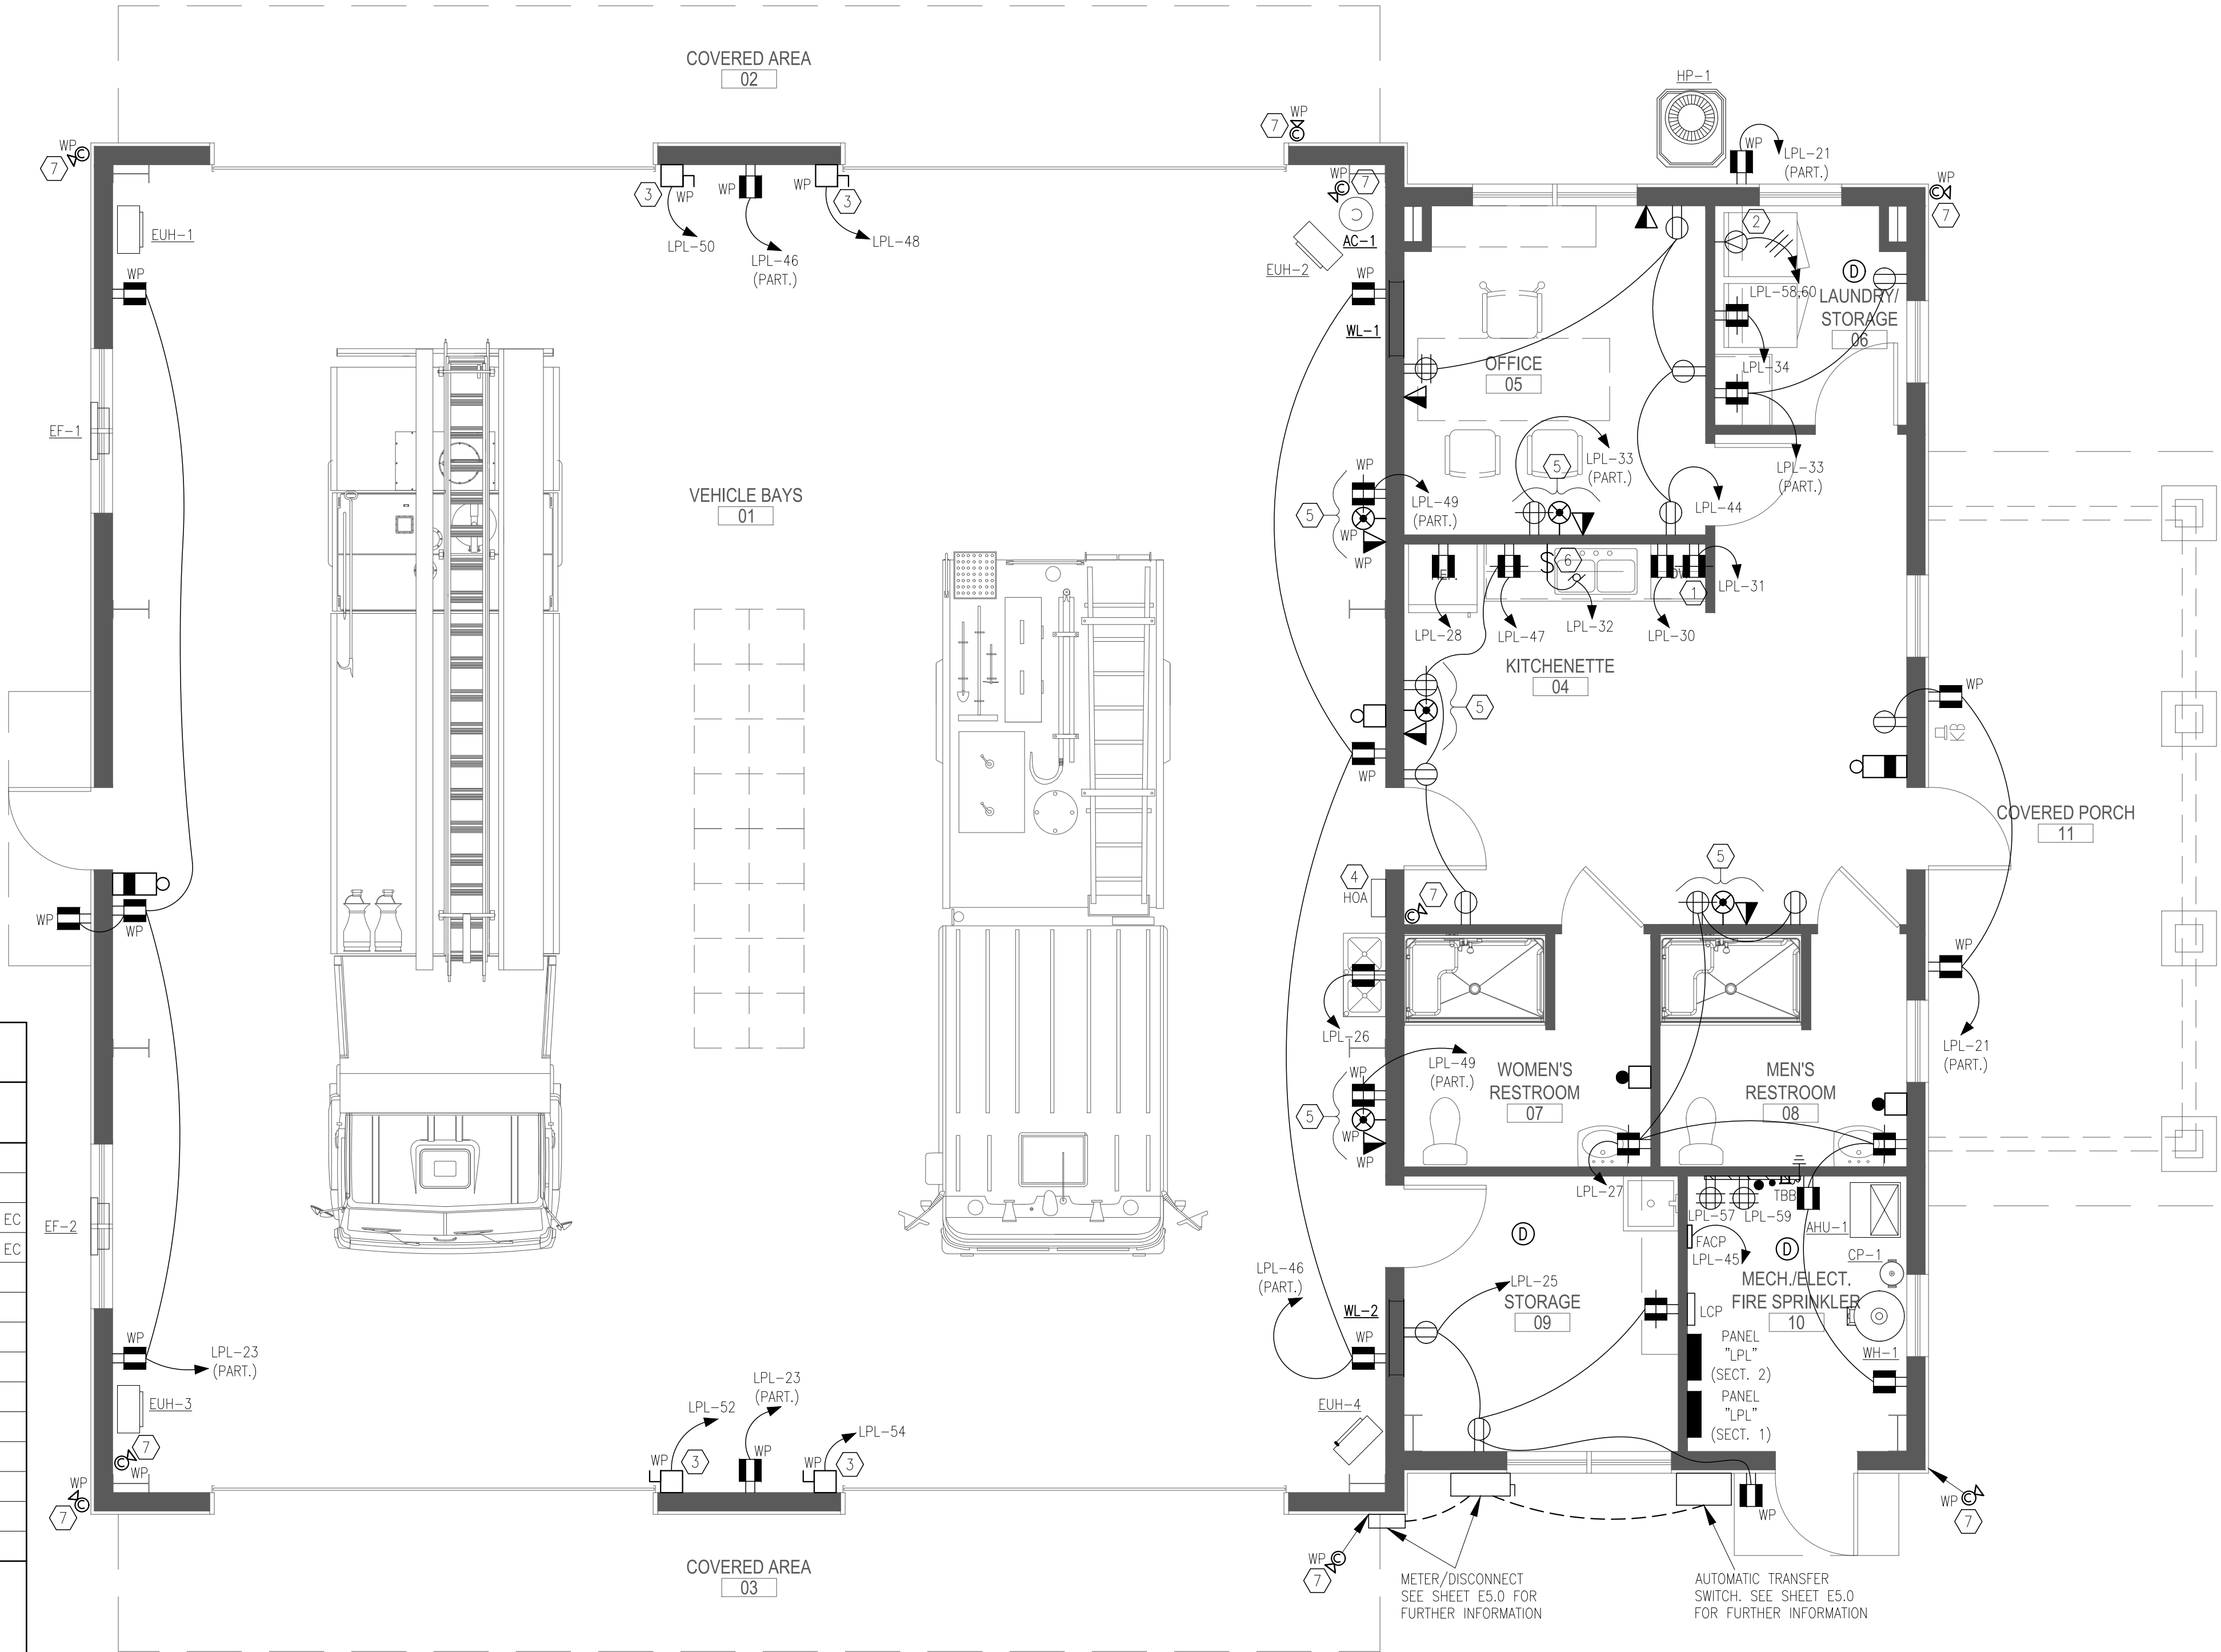 COVERED AREA
02
HP-1
WP
7
WP
7
WP
LPL-21
(PART.)
WP
7
3
WP
LPL-50
WP
LPL-46
(PART.)
WP
3
LPL-48
WP
7
AC-1
EUH-2
EUH-1
WP
WP
WL-1
2
D
LPL-58,60
LAUNDRY/
STORAGE
06
LPL-34
OFFICE
05
EF-1
VEHICLE BAYS
01
WP
5
WP
WP
LPL-49
(PART.)
5
LPL-33
(PART.)
LPL-44
LPL-33
(PART.)
S
6
1
LPL-31
LPL-28
LPL-47
LPL-32
LPL-30
KITCHENETTE
04
5
WP
WP
KB
COVERED PORCH
11
4
HOA
7
5
WP
WP
WP
LPL-26
LPL-21
(PART.)
WP
5
WP
WP
LPL-49
(PART.)
WOMEN'S
RESTROOM
07
MEN'S
RESTROOM
08
LPL-27
TBB
LPL-57
LPL-59
AHU-1
FACP
LPL-45
D
D
CP-1
MECH./ELECT.
FIRE SPRINKLER
10
EC
EC
EF-2
LPL-46
(PART.)
LPL-25
STORAGE
09
LCP
WL-2
WP
PANEL
"LPL"
(SECT. 2)
WH-1
PANEL
"LPL"
(SECT. 1)
WP
LPL-23
(PART.)
EUH-3
7
WP
WP
7
LPL-52
WP
3
LPL-23
(PART.)
WP
LPL-54
WP
3
EUH-4
WP
WP
7
WP
7
COVERED AREA
03
METER/DISCONNECT
SEE SHEET E5.0 FOR
FURTHER INFORMATION
AUTOMATIC TRANSFER
SWITCH. SEE SHEET E5.0
FOR FURTHER INFORMATION